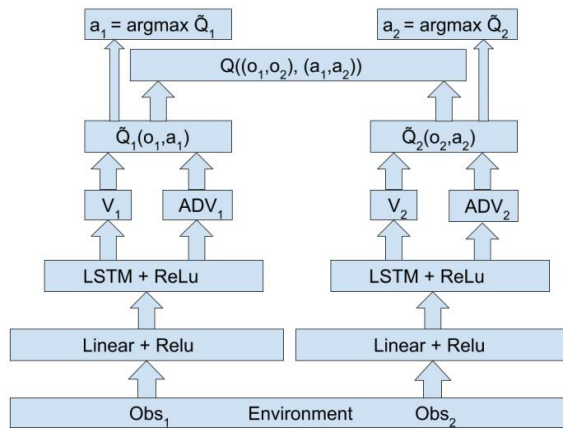 a₁ = argmax Q̃₁ a₂ = argmax Q̃₂
Q((o₁,o₂), (a₁,a₂))
Q̃₁(o₁,a₁) Q̃₂(o₂,a₂)
V₁ ADV₁ V₂ ADV₂
LSTM + ReLu LSTM + ReLu
Linear + Relu Linear + Relu
Obs₁ Environment Obs₂